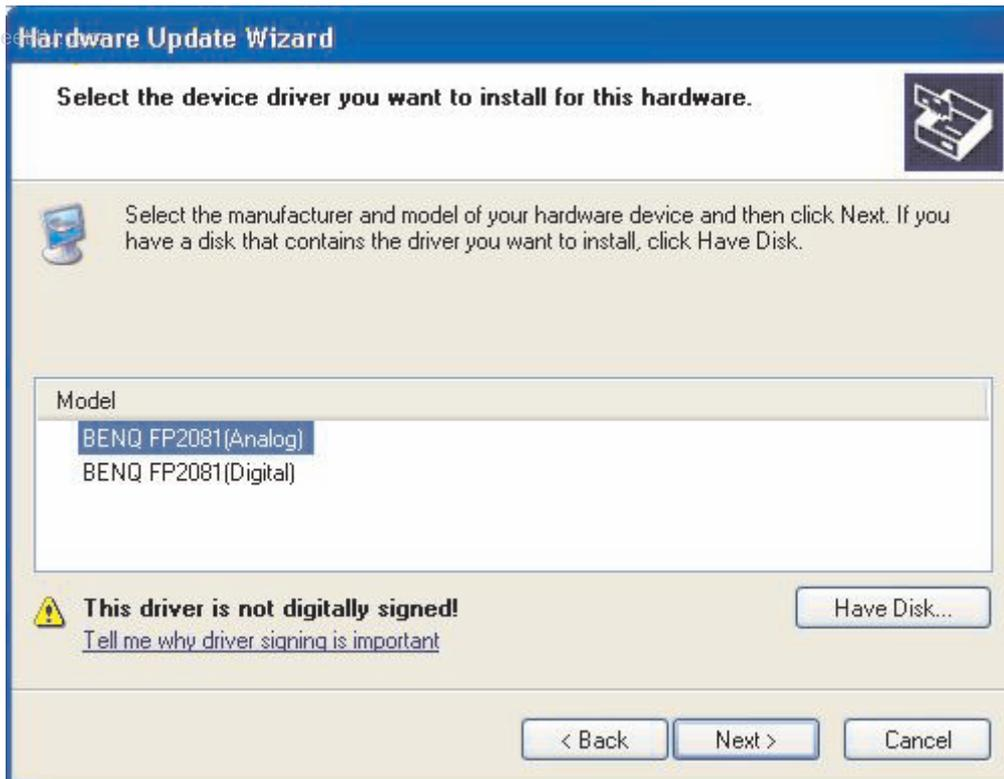 Hardware Update Wizard
Select the device driver you want to install for this hardware.
Select the manufacturer and model of your hardware device and then click Next. If you
have a disk that contains the driver you want to install, click Have Disk.
Model
BENQ FP2081(Analog)
BENQ FP2081(Digital)
This driver is not digitally signed!
Have Disk...
Tell me why driver signing is important
< Back
Next >
Cancel